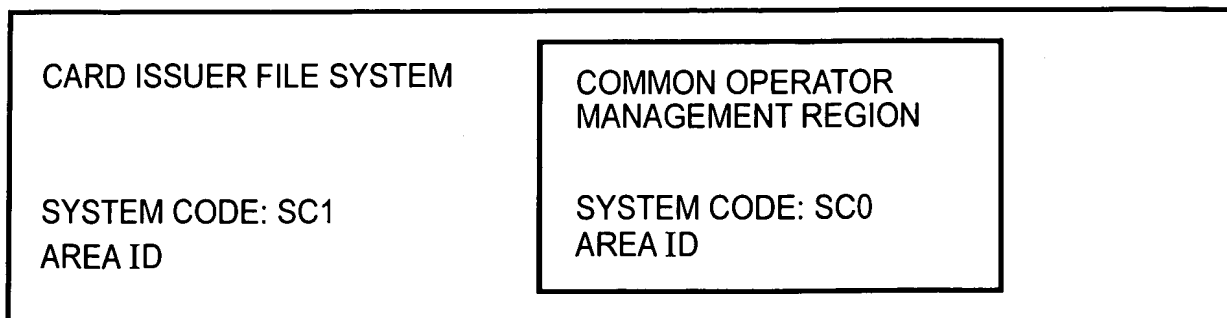 CARD ISSUER FILE SYSTEM
SYSTEM CODE: SC1
AREA ID
COMMON OPERATOR
MANAGEMENT REGION
SYSTEM CODE: SC0
AREA ID